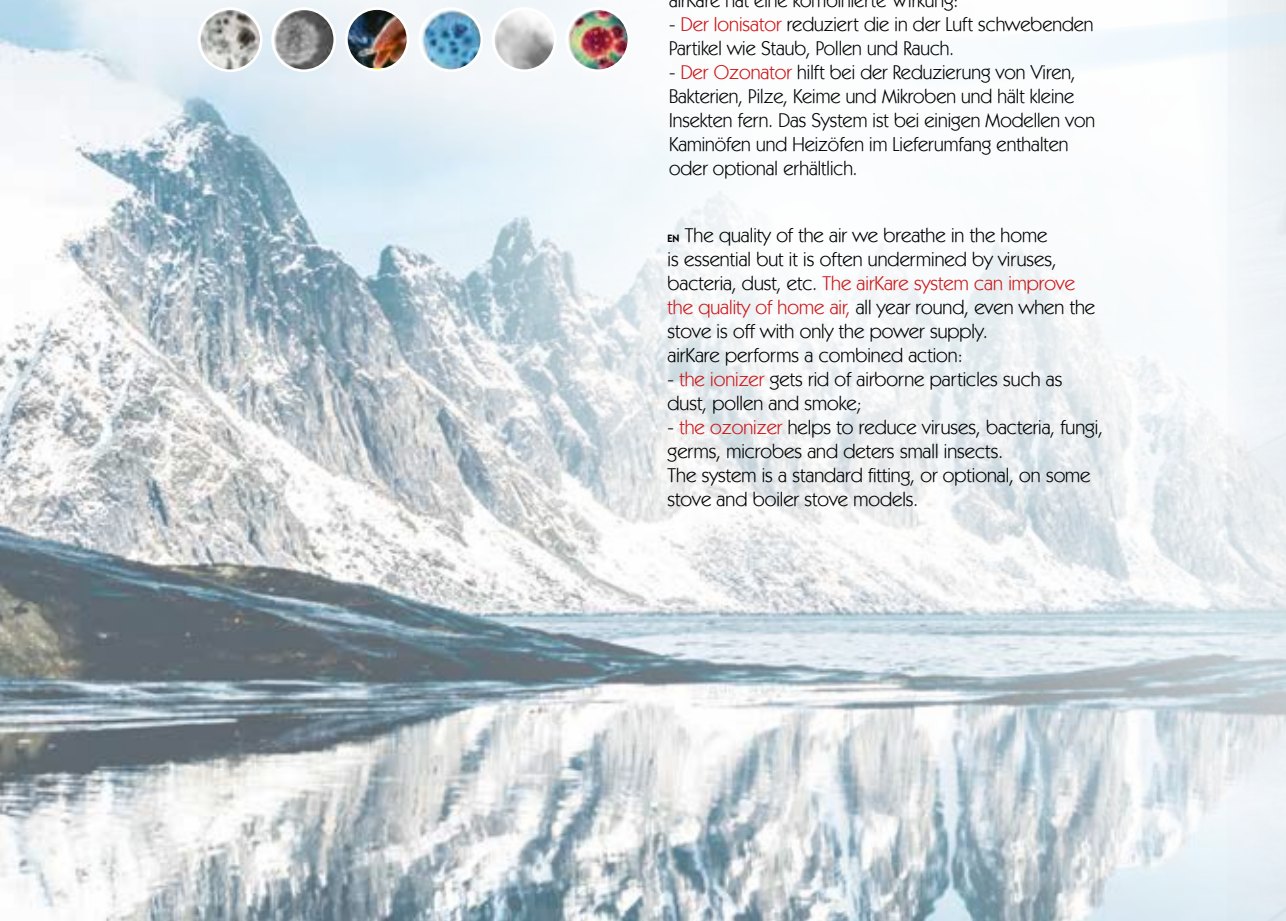 airKare hat eine kombinierte Wirkung:
- Der Ionisator reduziert die in der Luft schwebenden
Partikel wie Staub, Pollen und Rauch.
- Der Ozonator hilft bei der Reduzierung von Viren,
Bakterien, Pilze, Keime und Mikroben und hält kleine
Insekten fern. Das System ist bei einigen Modellen von
Kaminöfen und Heizöfen im Lieferumfang enthalten
oder optional erhältlich.
EN The quality of the air we breathe in the home
is essential but it is often undermined by viruses,
bacteria, dust, etc. The airKare system can improve
the quality of home air, all year round, even when the
stove is off with only the power supply.
airKare performs a combined action:
- the ionizer gets rid of airborne particles such as
dust, pollen and smoke;
- the ozonizer helps to reduce viruses, bacteria, fungi,
germs, microbes and deters small insects.
The system is a standard fitting, or optional, on some
stove and boiler stove models.